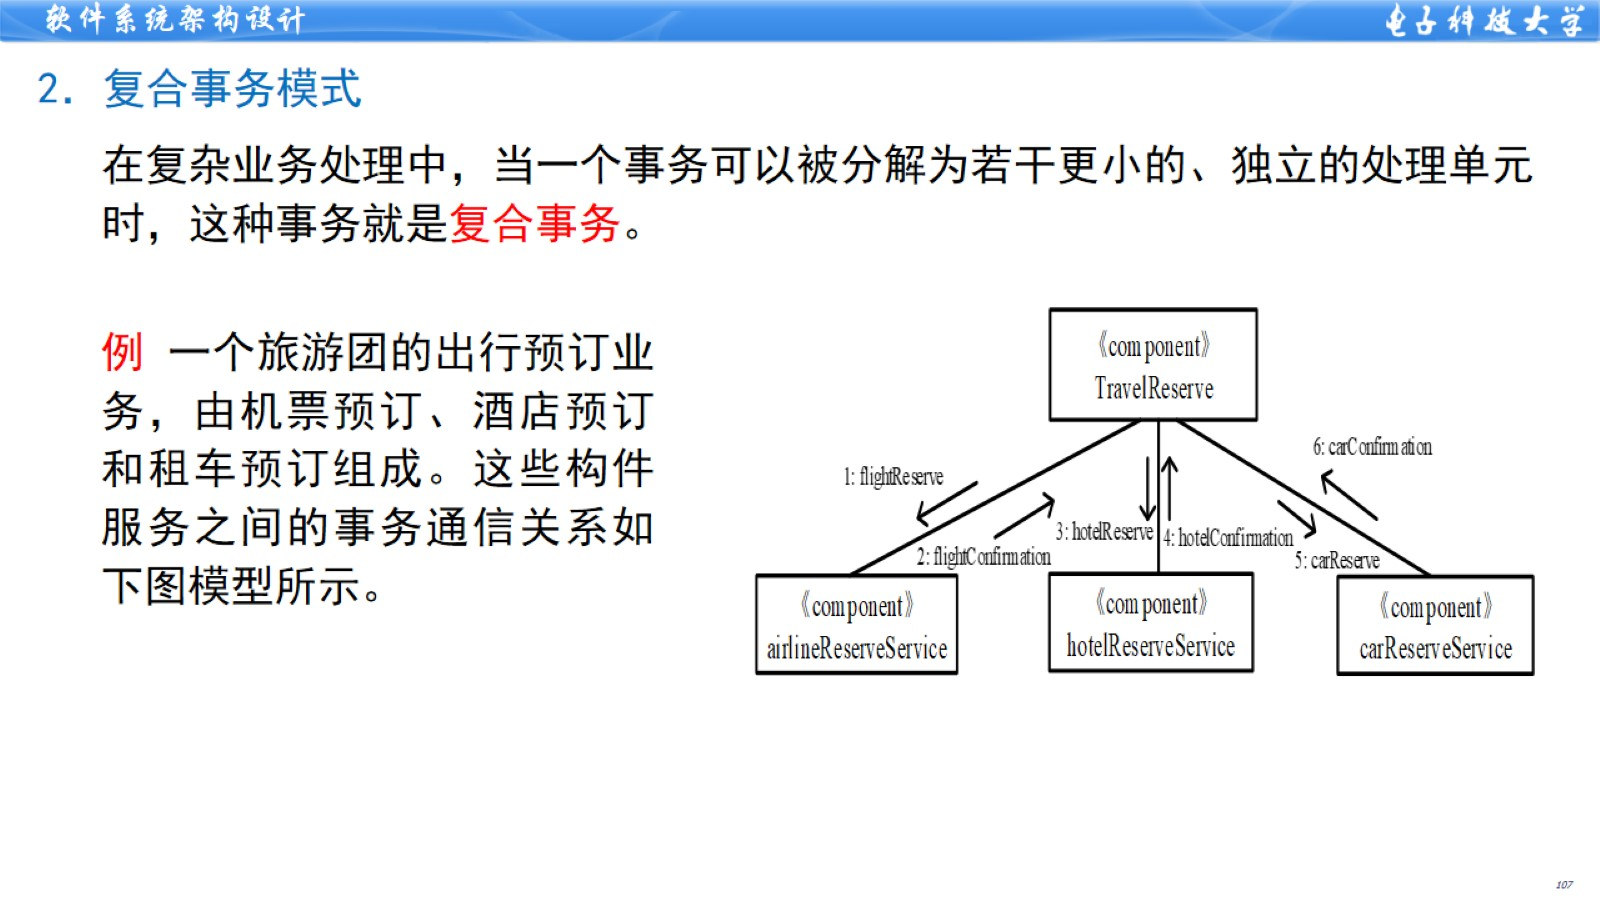 软件系统架构设计
电子科技大学
2. 复合事务模式
在复杂业务处理中，当一个事务可以被分解为若干更小的、独立的处理单元
时，这种事务就是复合事务。
例 一个旅游团的出行预订业
务，由机票预订、酒店预订
和租车预订组成。这些构件
服务之间的事务通信关系如
下图模型所示。
《component》
TravelReserve
1: flightReserve
2: flightConfirmation
3: hotelReserve
4: hotelConfirmation
5: carReserve
6: carConfirmation
《component》
airlineReserveService
《component》
hotelReserveService
《component》
carReserveService
107